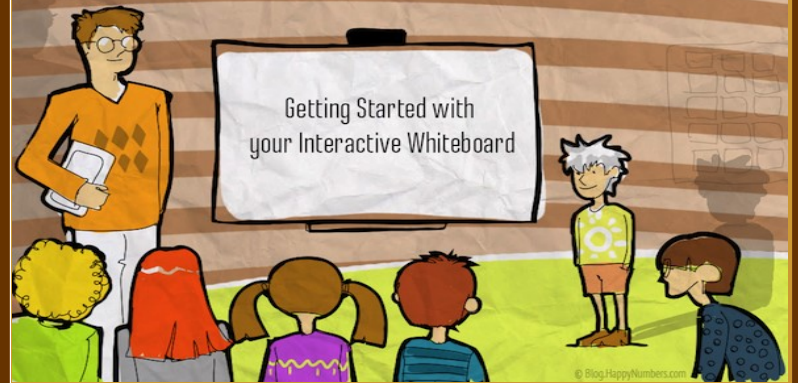 Getting Started with
your Interactive Whiteboard
© Blog.HappyNumbers.com